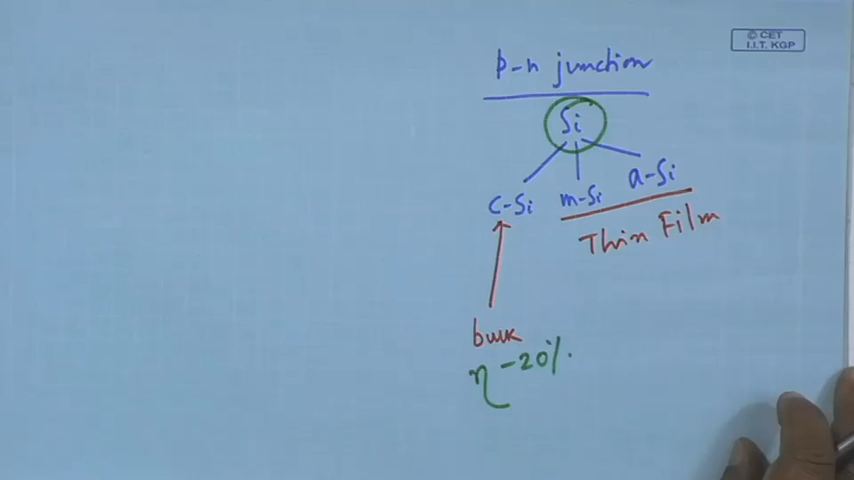 © CET
I.I.T. KGP
p-n junction
Si
c-Si m-Si a-Si
Thin Film
bulk
η -20%.